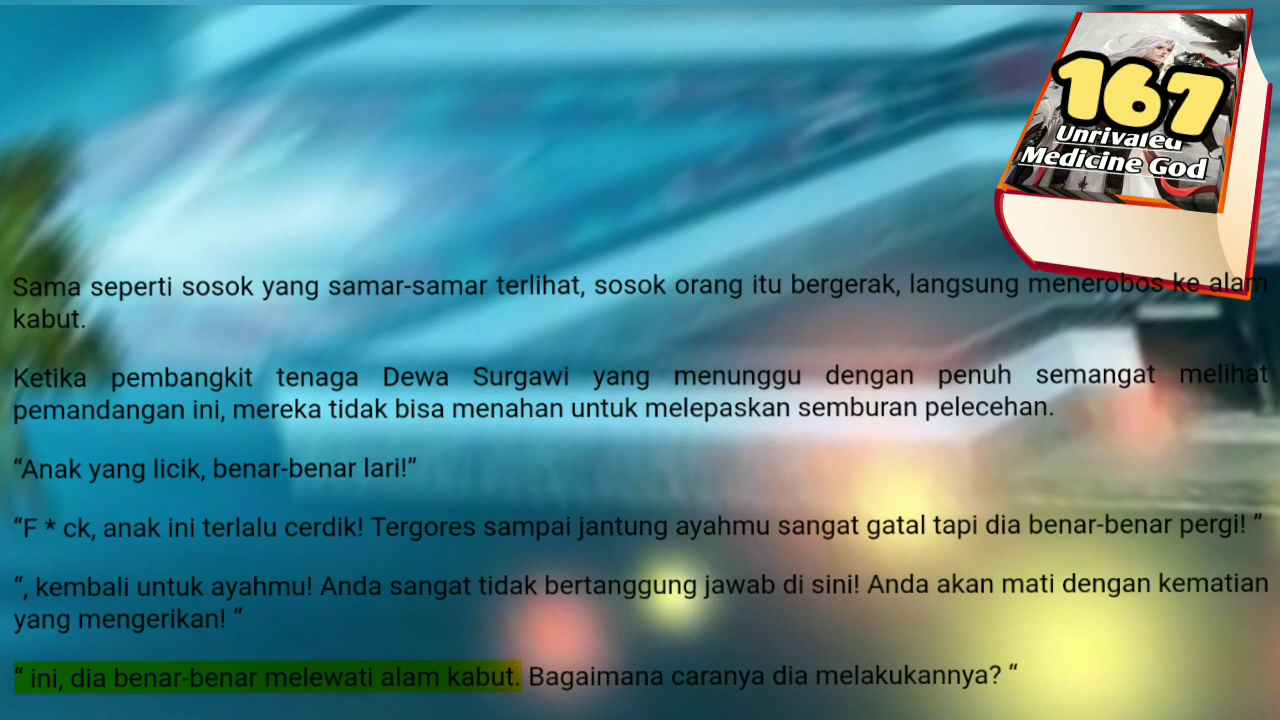 167
Unrivaled
Medicine God
Sama seperti sosok yang samar-samar terlihat, sosok orang itu bergerak, langsung menerobos ke alam
kabut.
Ketika pembangkit tenaga Dewa Surgawi yang menunggu dengan penuh semangat melihat
pemandangan ini, mereka tidak bisa menahan untuk melepaskan semburan pelecehan.
“Anak yang licik, benar-benar lari!”
“F * ck, anak ini terlalu cerdik! Tergores sampai jantung ayahmu sangat gatal tapi dia benar-benar pergi! ”
“, kembali untuk ayahmu! Anda sangat tidak bertanggung jawab di sini! Anda akan mati dengan kematian
yang mengerikan! “
“ ini, dia benar-benar melewati alam kabut. Bagaimana caranya dia melakukannya? “